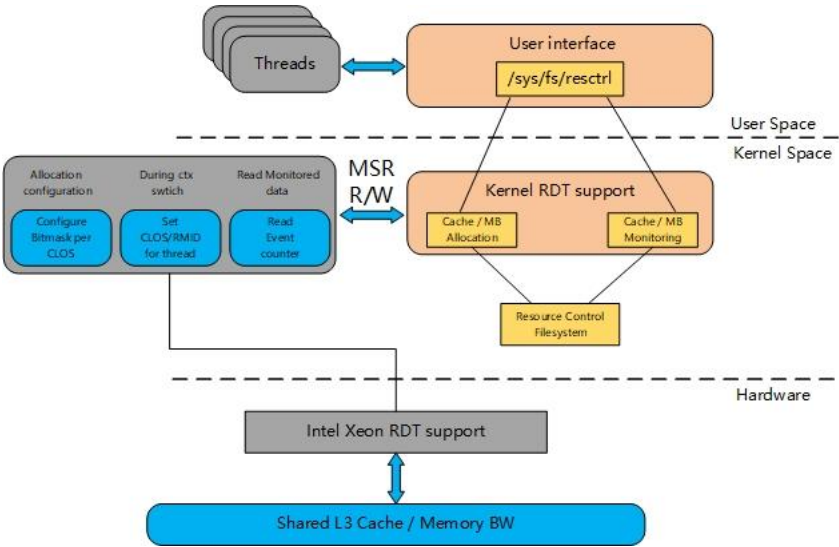 User interface
Threads
/sys/fs/resctrl
User Space
Kernel Space
Allocation
configuration
During ctx
swtich
Read Monitored
data
Configure
Bitmask per
CLOS
Set
CLOS/RMID
for thread
Read
Event
counter
MSR
R/W
Kernel RDT support
Cache / MB
Allocation
Cache / MB
Monitoring
Resource Control
Filesystem
Hardware
Intel Xeon RDT support
Shared L3 Cache / Memory BW